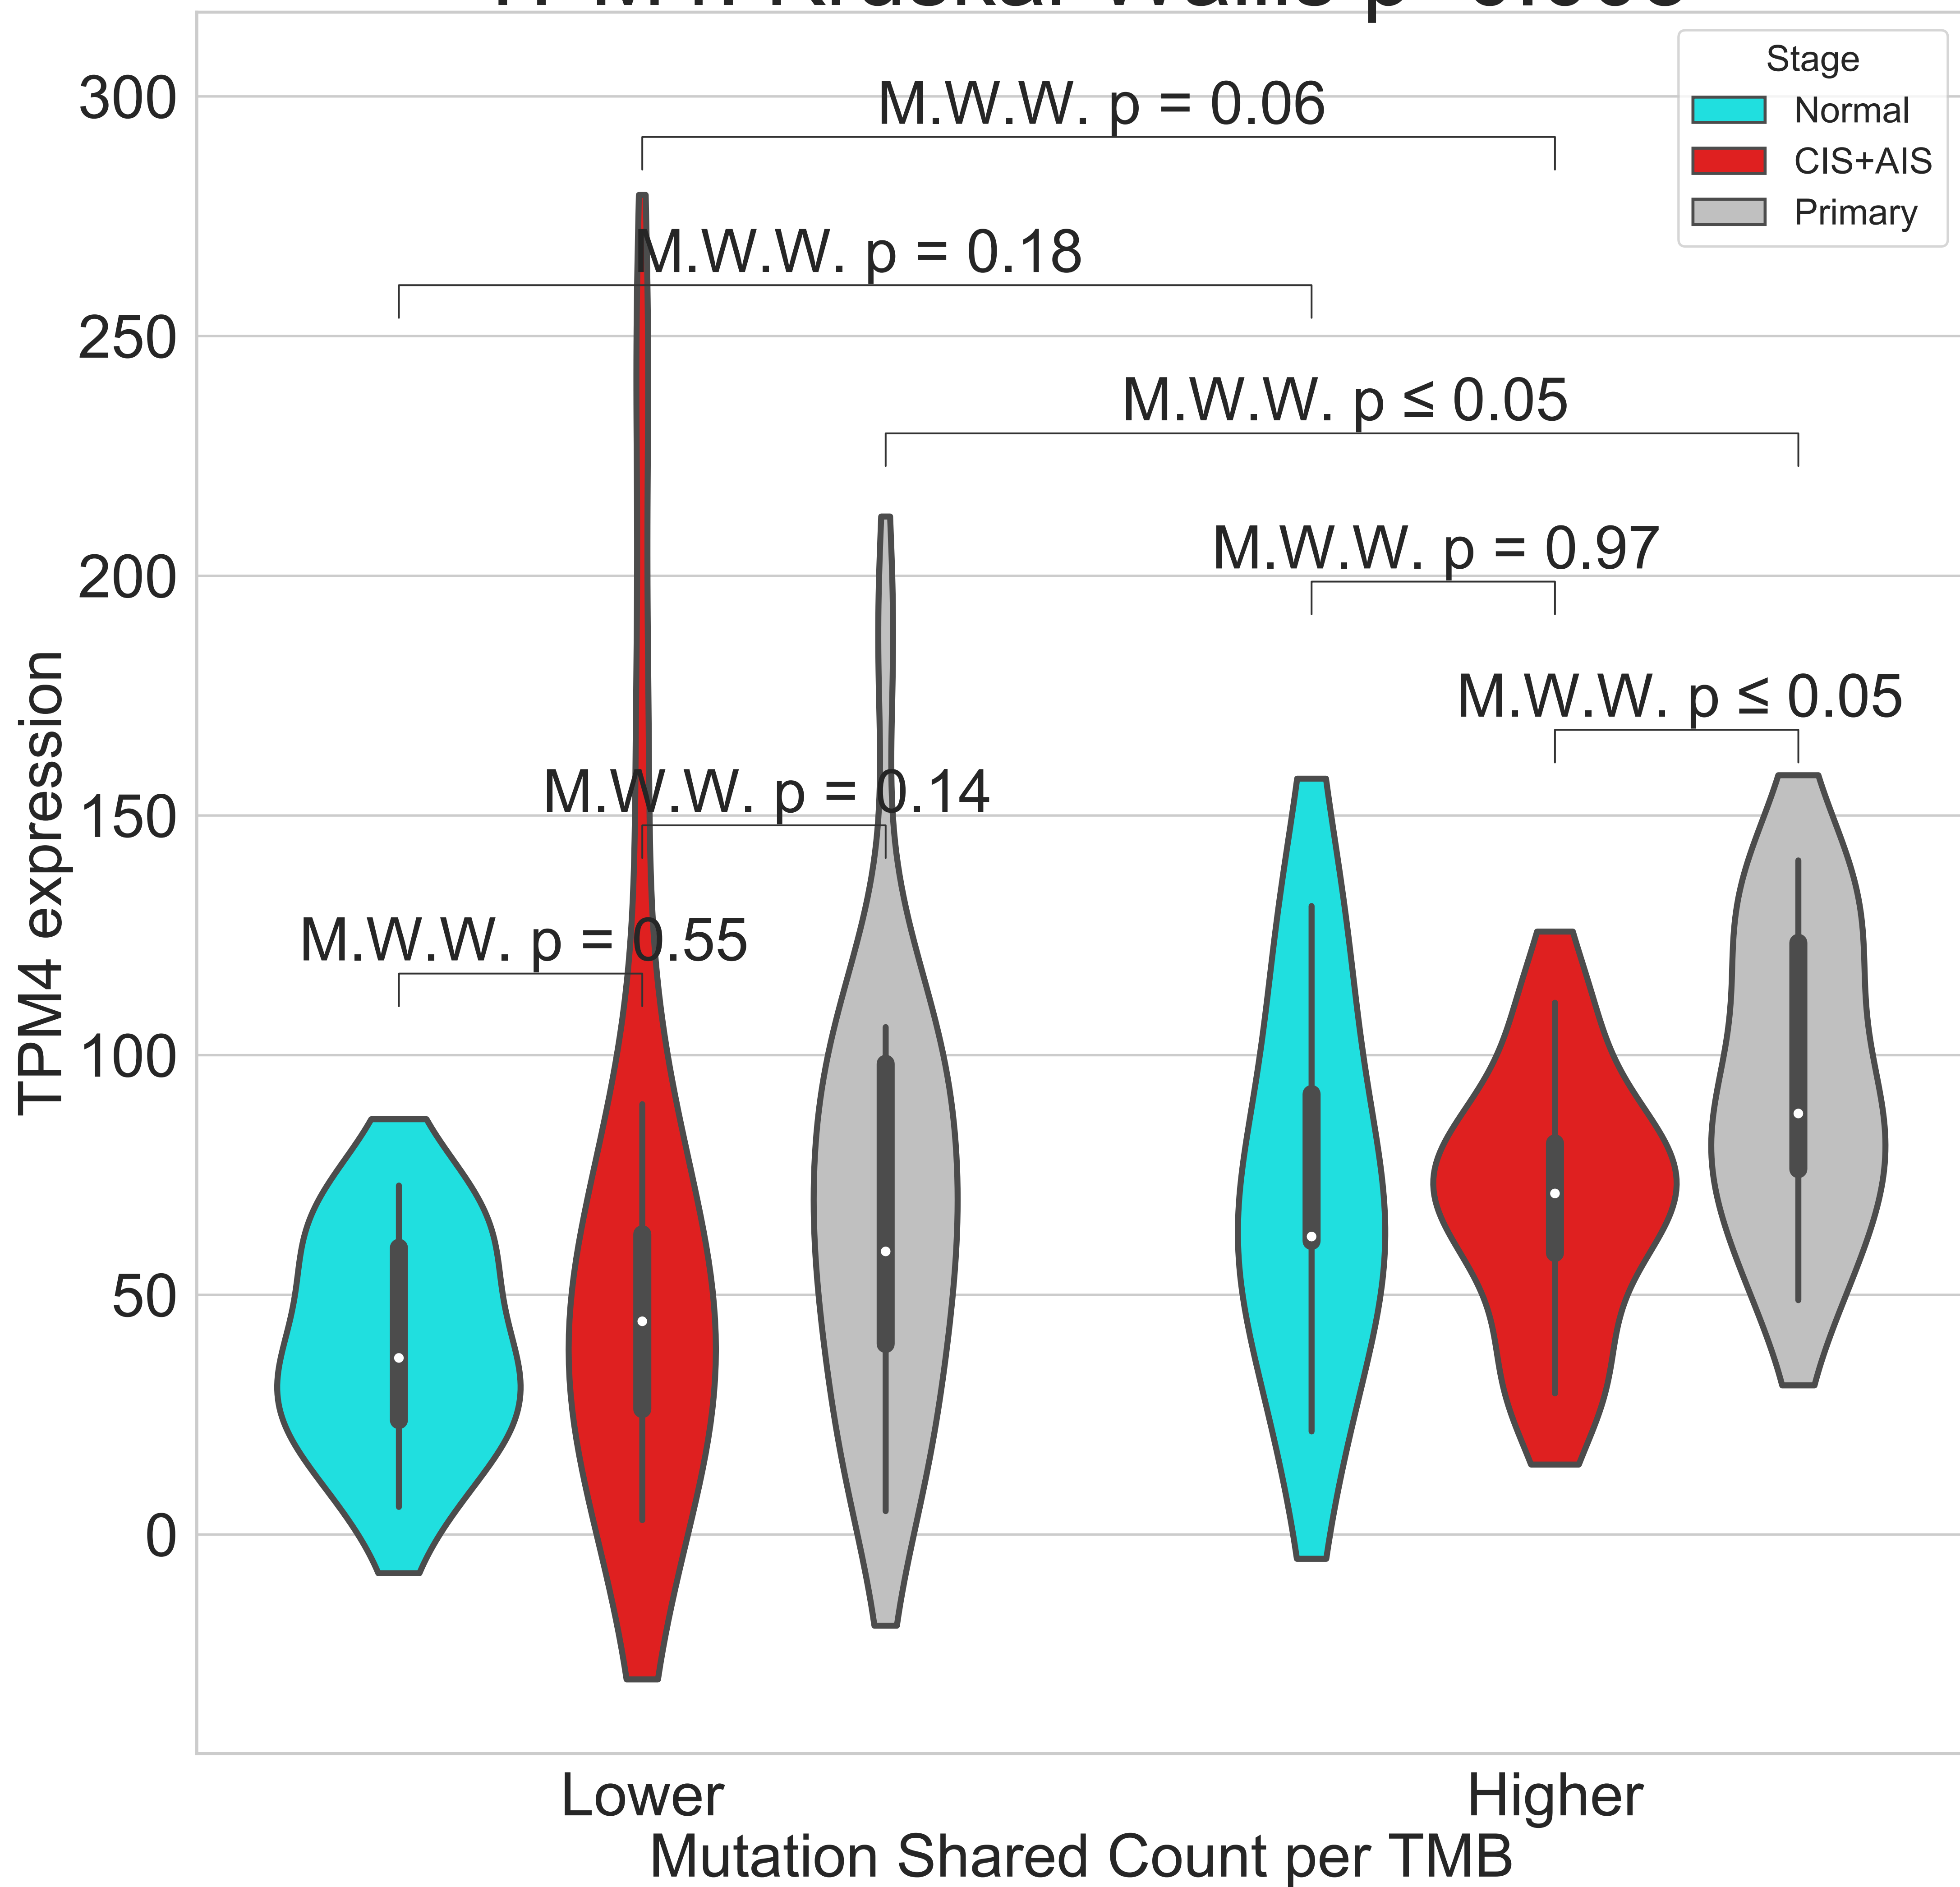 Stage
Normal
CIS+AIS
Primary
M.W.W. p = 0.06
M.W.W. p = 0.18
M.W.W. p ≤ 0.05
M.W.W. p = 0.97
M.W.W. p ≤ 0.05
M.W.W. p = 0.14
M.W.W. p = 0.55
300
250
200
150
100
50
0
TPM4 expression
Lower
Higher
Mutation Shared Count per TMB